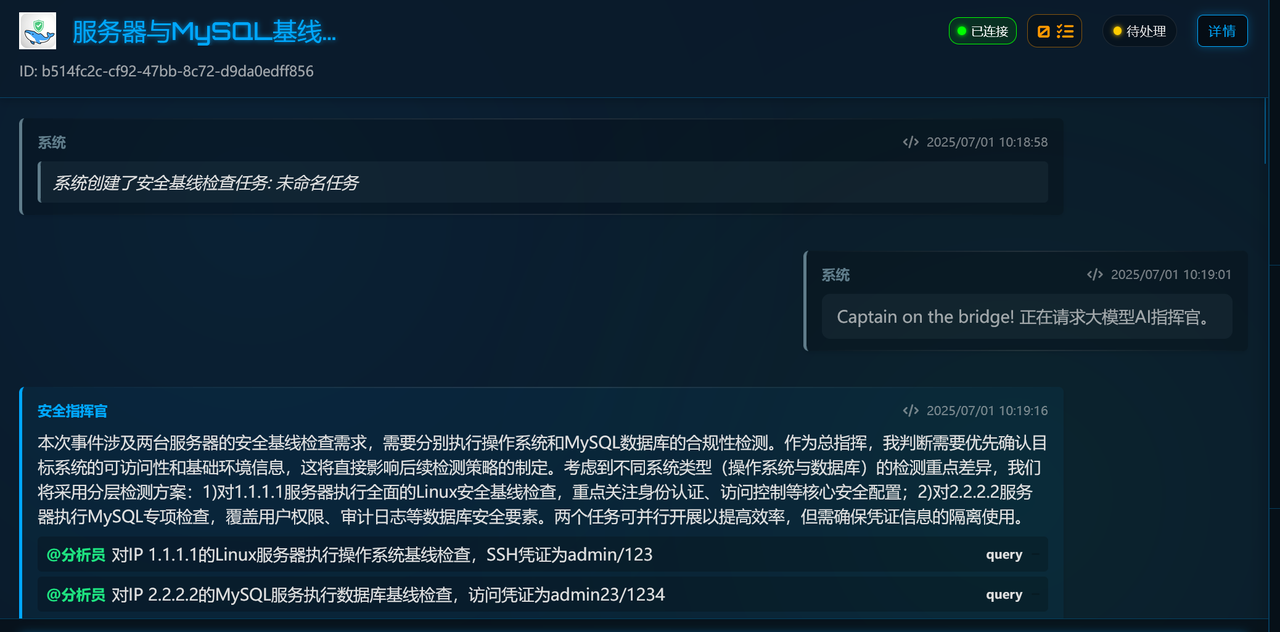 服务器与MySQL基线...
已连接
待处理
详情
ID: b514fc2c-cf92-47bb-8c72-d9da0edff856
系统
</> 2025/07/01 10:18:58
系统创建了安全基线检查任务: 未命名任务
系统
</> 2025/07/01 10:19:01
Captain on the bridge! 正在请求大模型AI指挥官。
安全指挥官
</> 2025/07/01 10:19:16
本次事件涉及两台服务器的安全基线检查需求，需要分别执行操作系统和MySQL数据库的合规性检测。作为总指挥，我判断需要优先确认目
标系统的可访问性和基础环境信息，这将直接影响后续检测策略的制定。考虑到不同系统类型（操作系统与数据库）的检测重点差异，我们
将采用分层检测方案：1)对1.1.1.1服务器执行全面的Linux安全基线检查，重点关注身份认证、访问控制等核心安全配置；2)对2.2.2.2服务
器执行MySQL专项检查，覆盖用户权限、审计日志等数据库安全要素。两个任务可并行开展以提高效率，但需确保凭证信息的隔离使用。
@分析员 对IP 1.1.1.1的Linux服务器执行操作系统基线检查，SSH凭证为admin/123
query
@分析员 对IP 2.2.2.2的MySQL服务执行数据库基线检查，访问凭证为admin23/1234
query